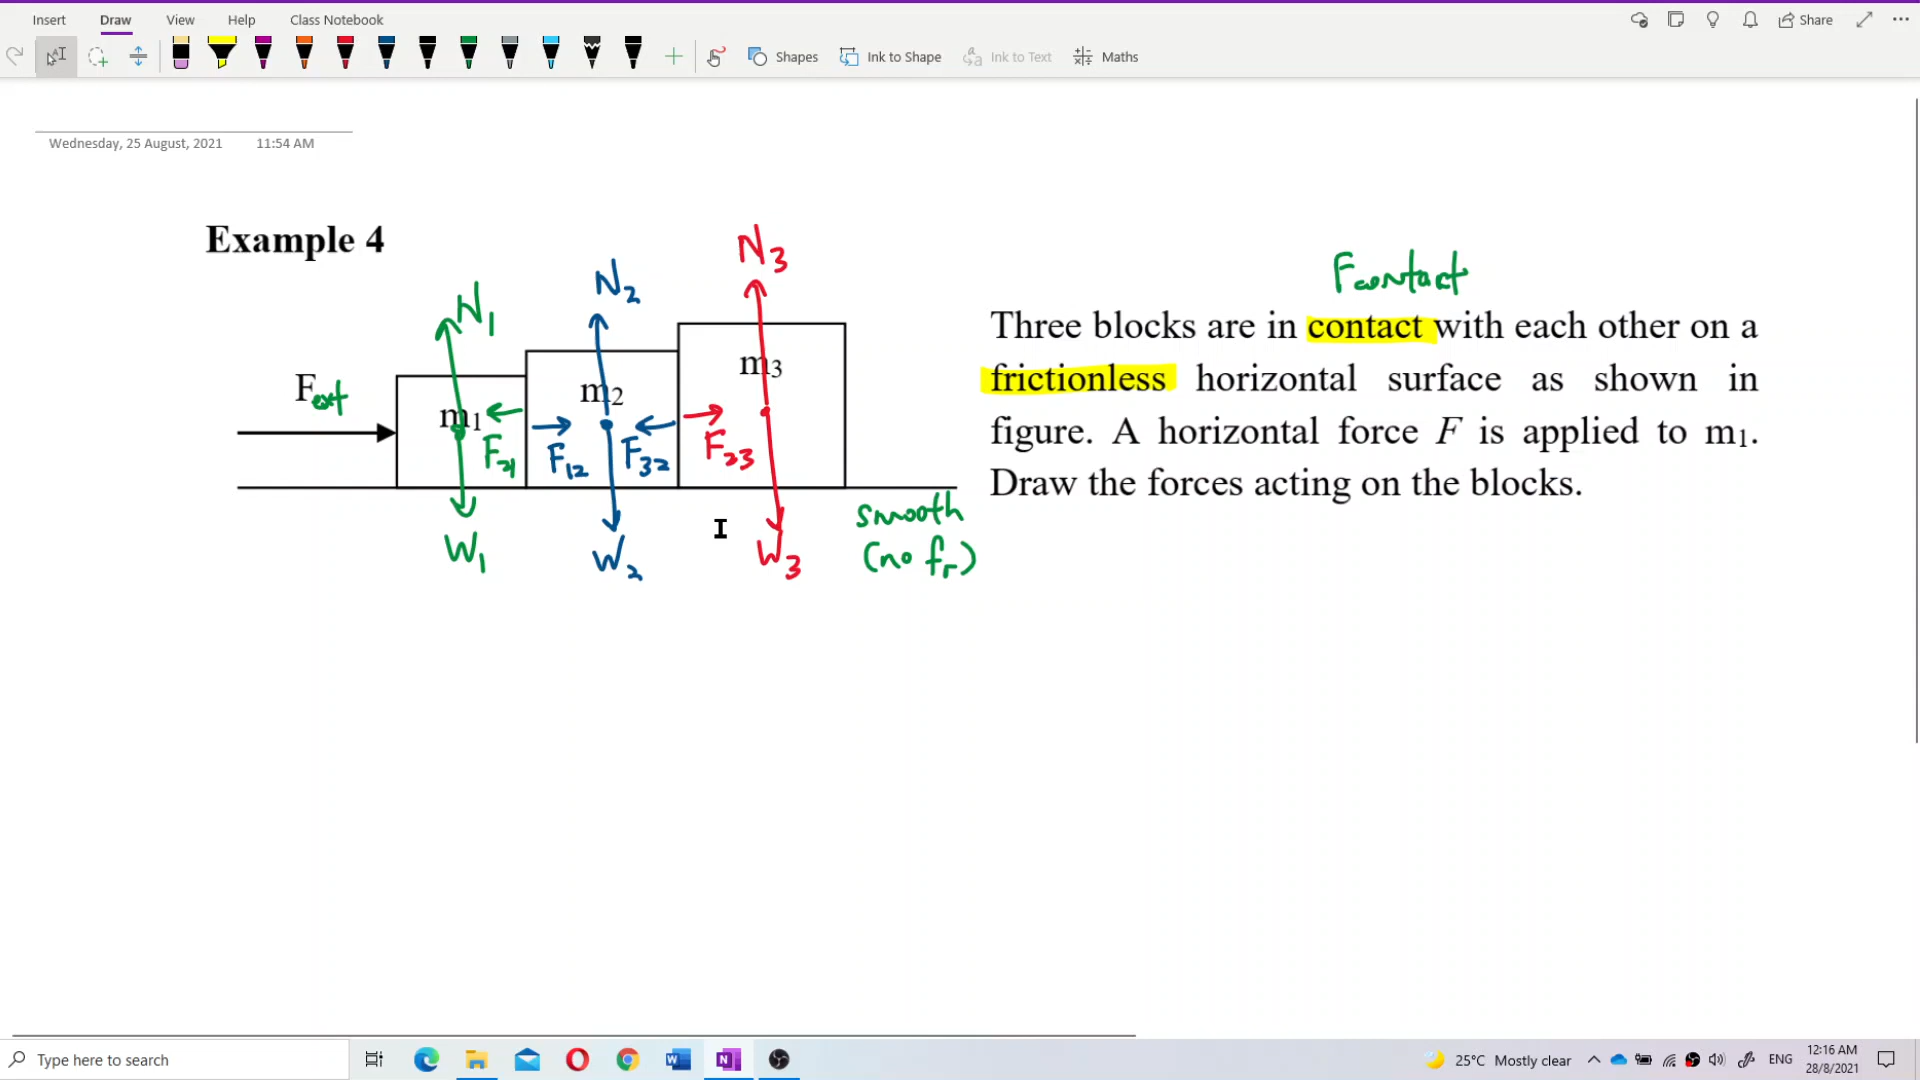 Insert Draw View Help Class Notebook Share
Shapes Ink to Shape Ink to Text Maths
Wednesday, 25 August, 2021 11:54 AM
Example 4
N3
N2
N1
Fext
m1
m2
m3
F21
F12
F32
F23
W1
W2
W3
smooth
(no fr)
Fcontact
Three blocks are in contact with each other on a
frictionless horizontal surface as shown in
figure. A horizontal force F is applied to m1.
Draw the forces acting on the blocks.
Type here to search
25°C Mostly clear
ENG
12:16 AM
28/8/2021